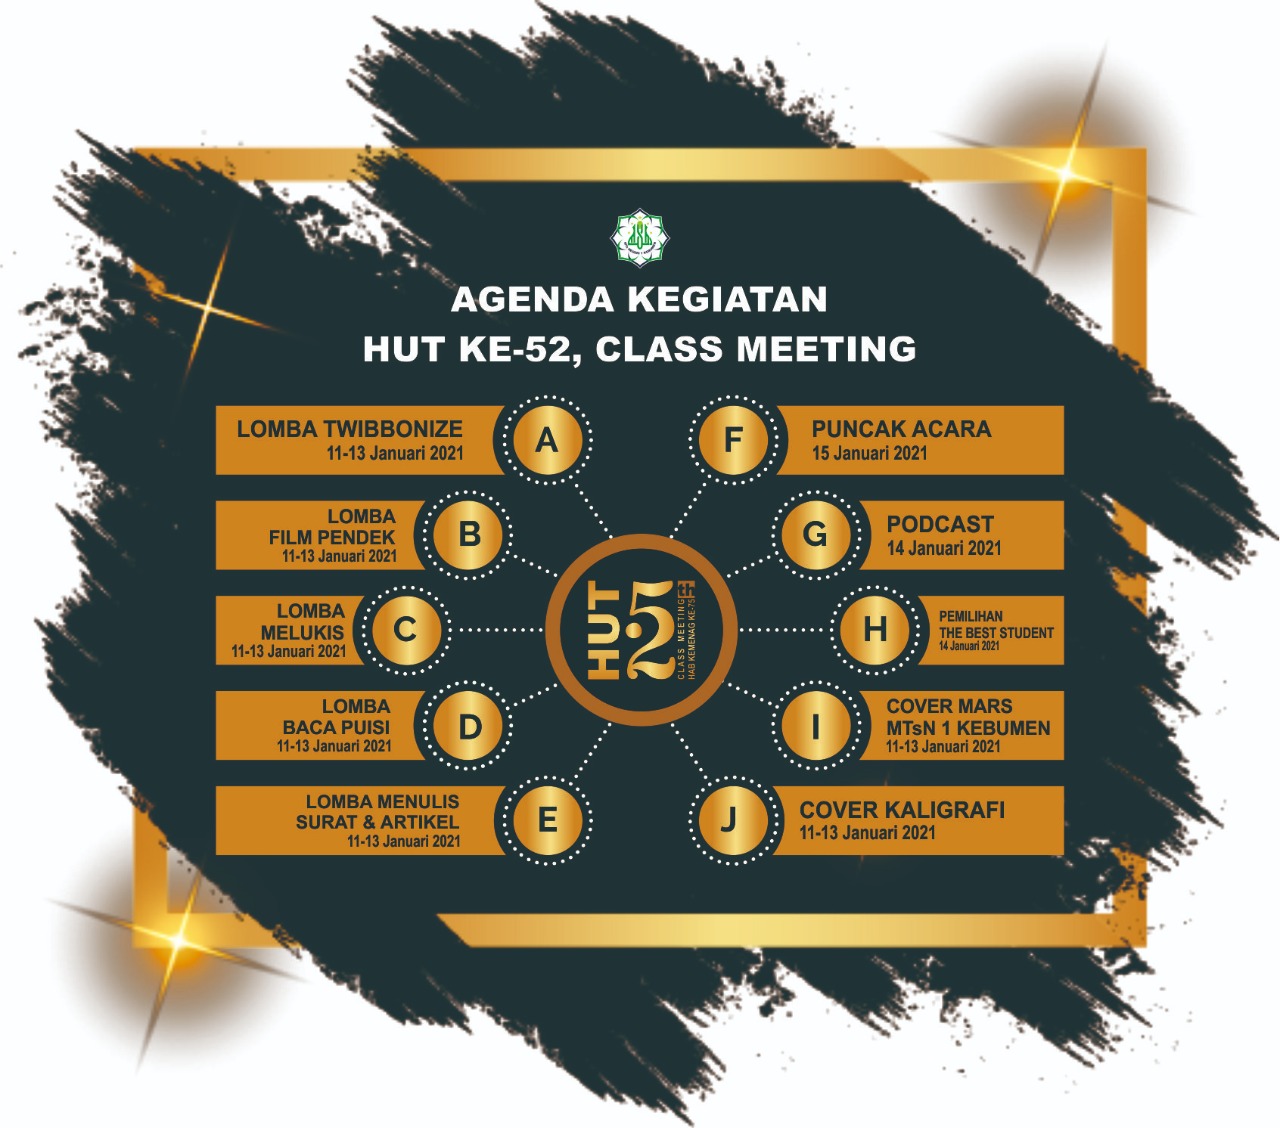 AGENDA KEGIATAN
HUT KE-52, CLASS MEETING
LOMBA TWIBBONIZE
11-13 Januari 2021
A
LOMBA
FILM PENDEK
11-13 Januari 2021
B
LOMBA
MELUKIS
11-13 Januari 2021
C
LOMBA
BACA PUISI
11-13 Januari 2021
D
LOMBA MENULIS
SURAT & ARTIKEL
11-13 Januari 2021
E
HUT
52
CLASS MEETING
HAB KEMENAG KE-75
F
PUNCAK ACARA
15 Januari 2021
G
PODCAST
14 Januari 2021
H
PEMILIHAN
THE BEST STUDENT
14 Januari 2021
I
COVER MARS
MTsN 1 KEBUMEN
11-13 Januari 2021
J
COVER KALIGRAFI
11-13 Januari 2021